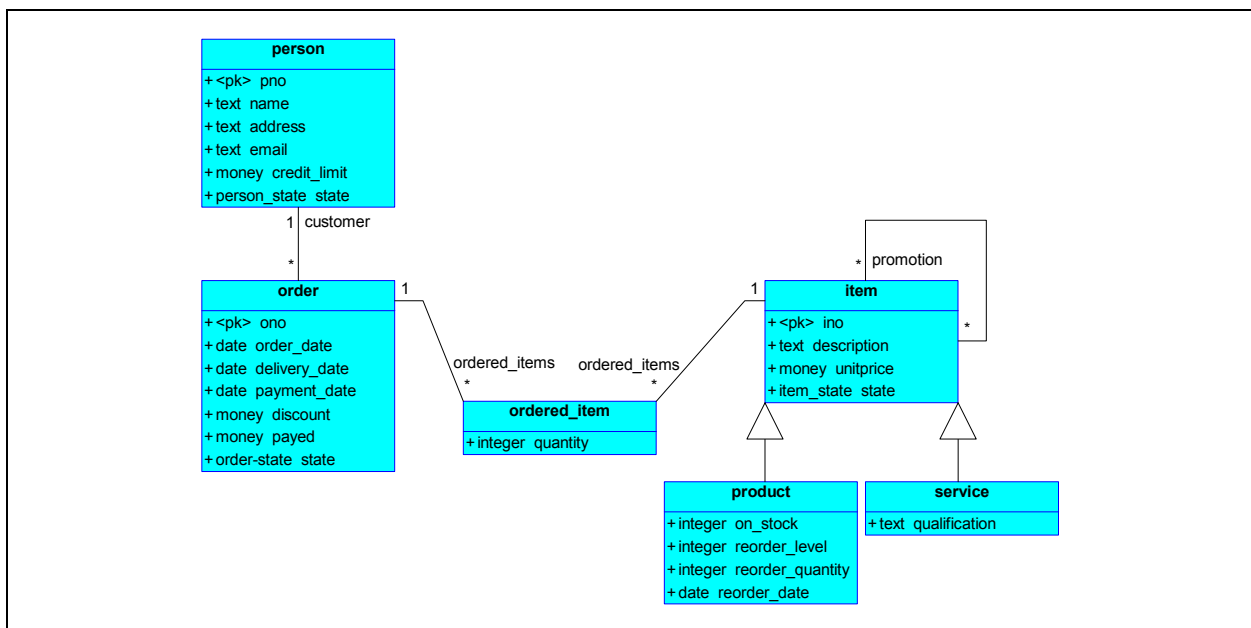 person
+<pk> pno
+text name
+text address
+text email
+money credit_limit
+person_state state
1 customer
*
order
+<pk> ono
+date order_date
+date delivery_date
+date payment_date
+money discount
+money payed
+order-state state
1
ordered_items
*
ordered_items
*
ordered_item
+integer quantity
1
* promotion
*
item
+<pk> ino
+text description
+money unitprice
+item_state state
product
+integer on_stock
+integer reorder_level
+integer reorder_quantity
+date reorder_date
service
+text qualification